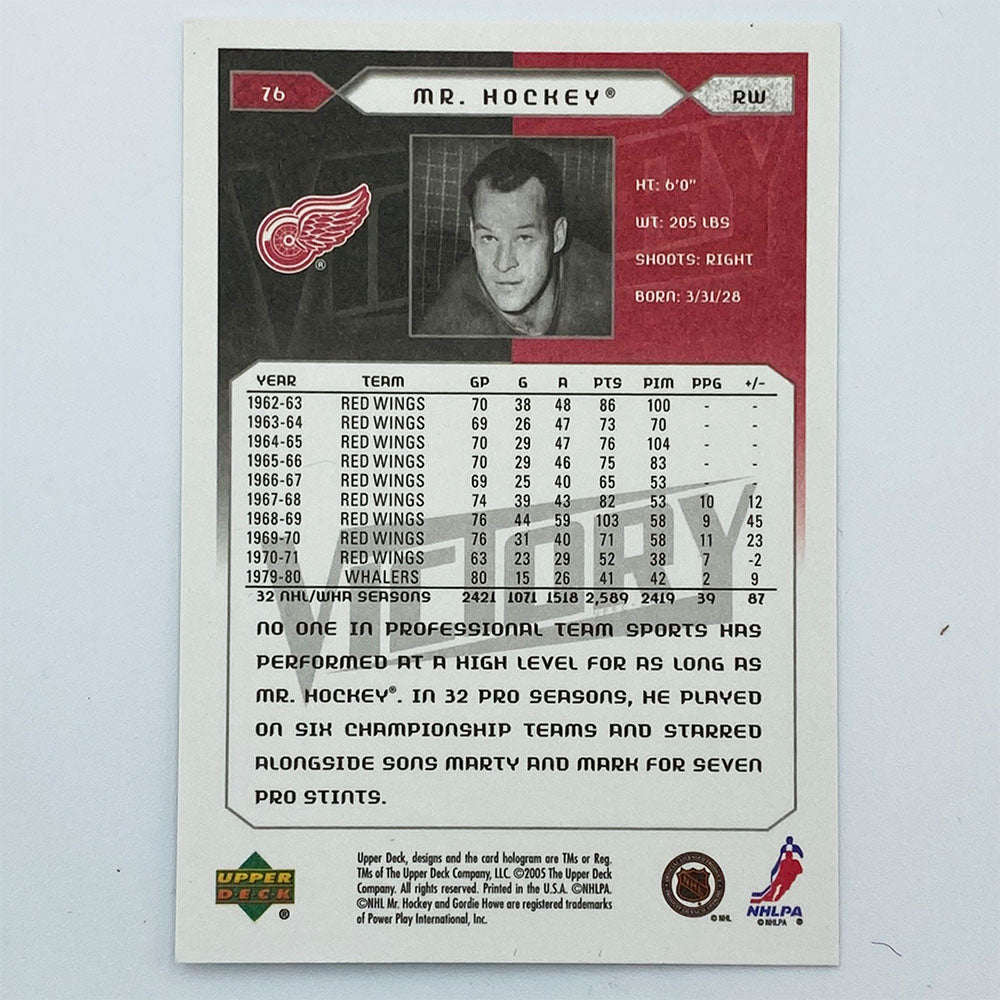 76
MR. HOCKEY®
RW
HT: 6'0"
WT: 205 LBS
SHOOTS: RIGHT
BORN: 3/31/28
®
YEAR TEAM GP G A PTS PIM PPG +/-
1962-63 RED WINGS 70 38 48 86 100 - -
1963-64 RED WINGS 69 26 47 73 70 - -
1964-65 RED WINGS 70 29 47 76 104 - -
1965-66 RED WINGS 70 29 46 75 83 - -
1966-67 RED WINGS 69 25 40 65 53 - -
1967-68 RED WINGS 74 39 43 82 53 10 12
1968-69 RED WINGS 76 44 59 103 58 9 45
1969-70 RED WINGS 76 31 40 71 58 11 23
1970-71 RED WINGS 63 23 29 52 38 7 -2
1979-80 WHALERS 80 15 26 41 42 2 9
32 NHL/WHA SEASONS 2421 1071 1518 2,589 2419 39 87
VICTORY
NO ONE IN PROFESSIONAL TEAM SPORTS HAS
PERFORMED AT A HIGH LEVEL FOR AS LONG AS
MR. HOCKEY®. IN 32 PRO SEASONS, HE PLAYED
ON SIX CHAMPIONSHIP TEAMS AND STARRED
ALONGSIDE SONS MARTY AND MARK FOR SEVEN
PRO STINTS.
UPPER
DECK
®
Upper Deck, designs and the card hologram are TMs or Reg.
TMs of The Upper Deck Company, LLC. ©2005 The Upper Deck
Company. All rights reserved. Printed in the U.S.A. ©NHLPA.
©NHL Mr. Hockey and Gordie Howe are registered trademarks
of Power Play International, Inc.
NHL
© NHL
NHLPA
© NHLPA ®